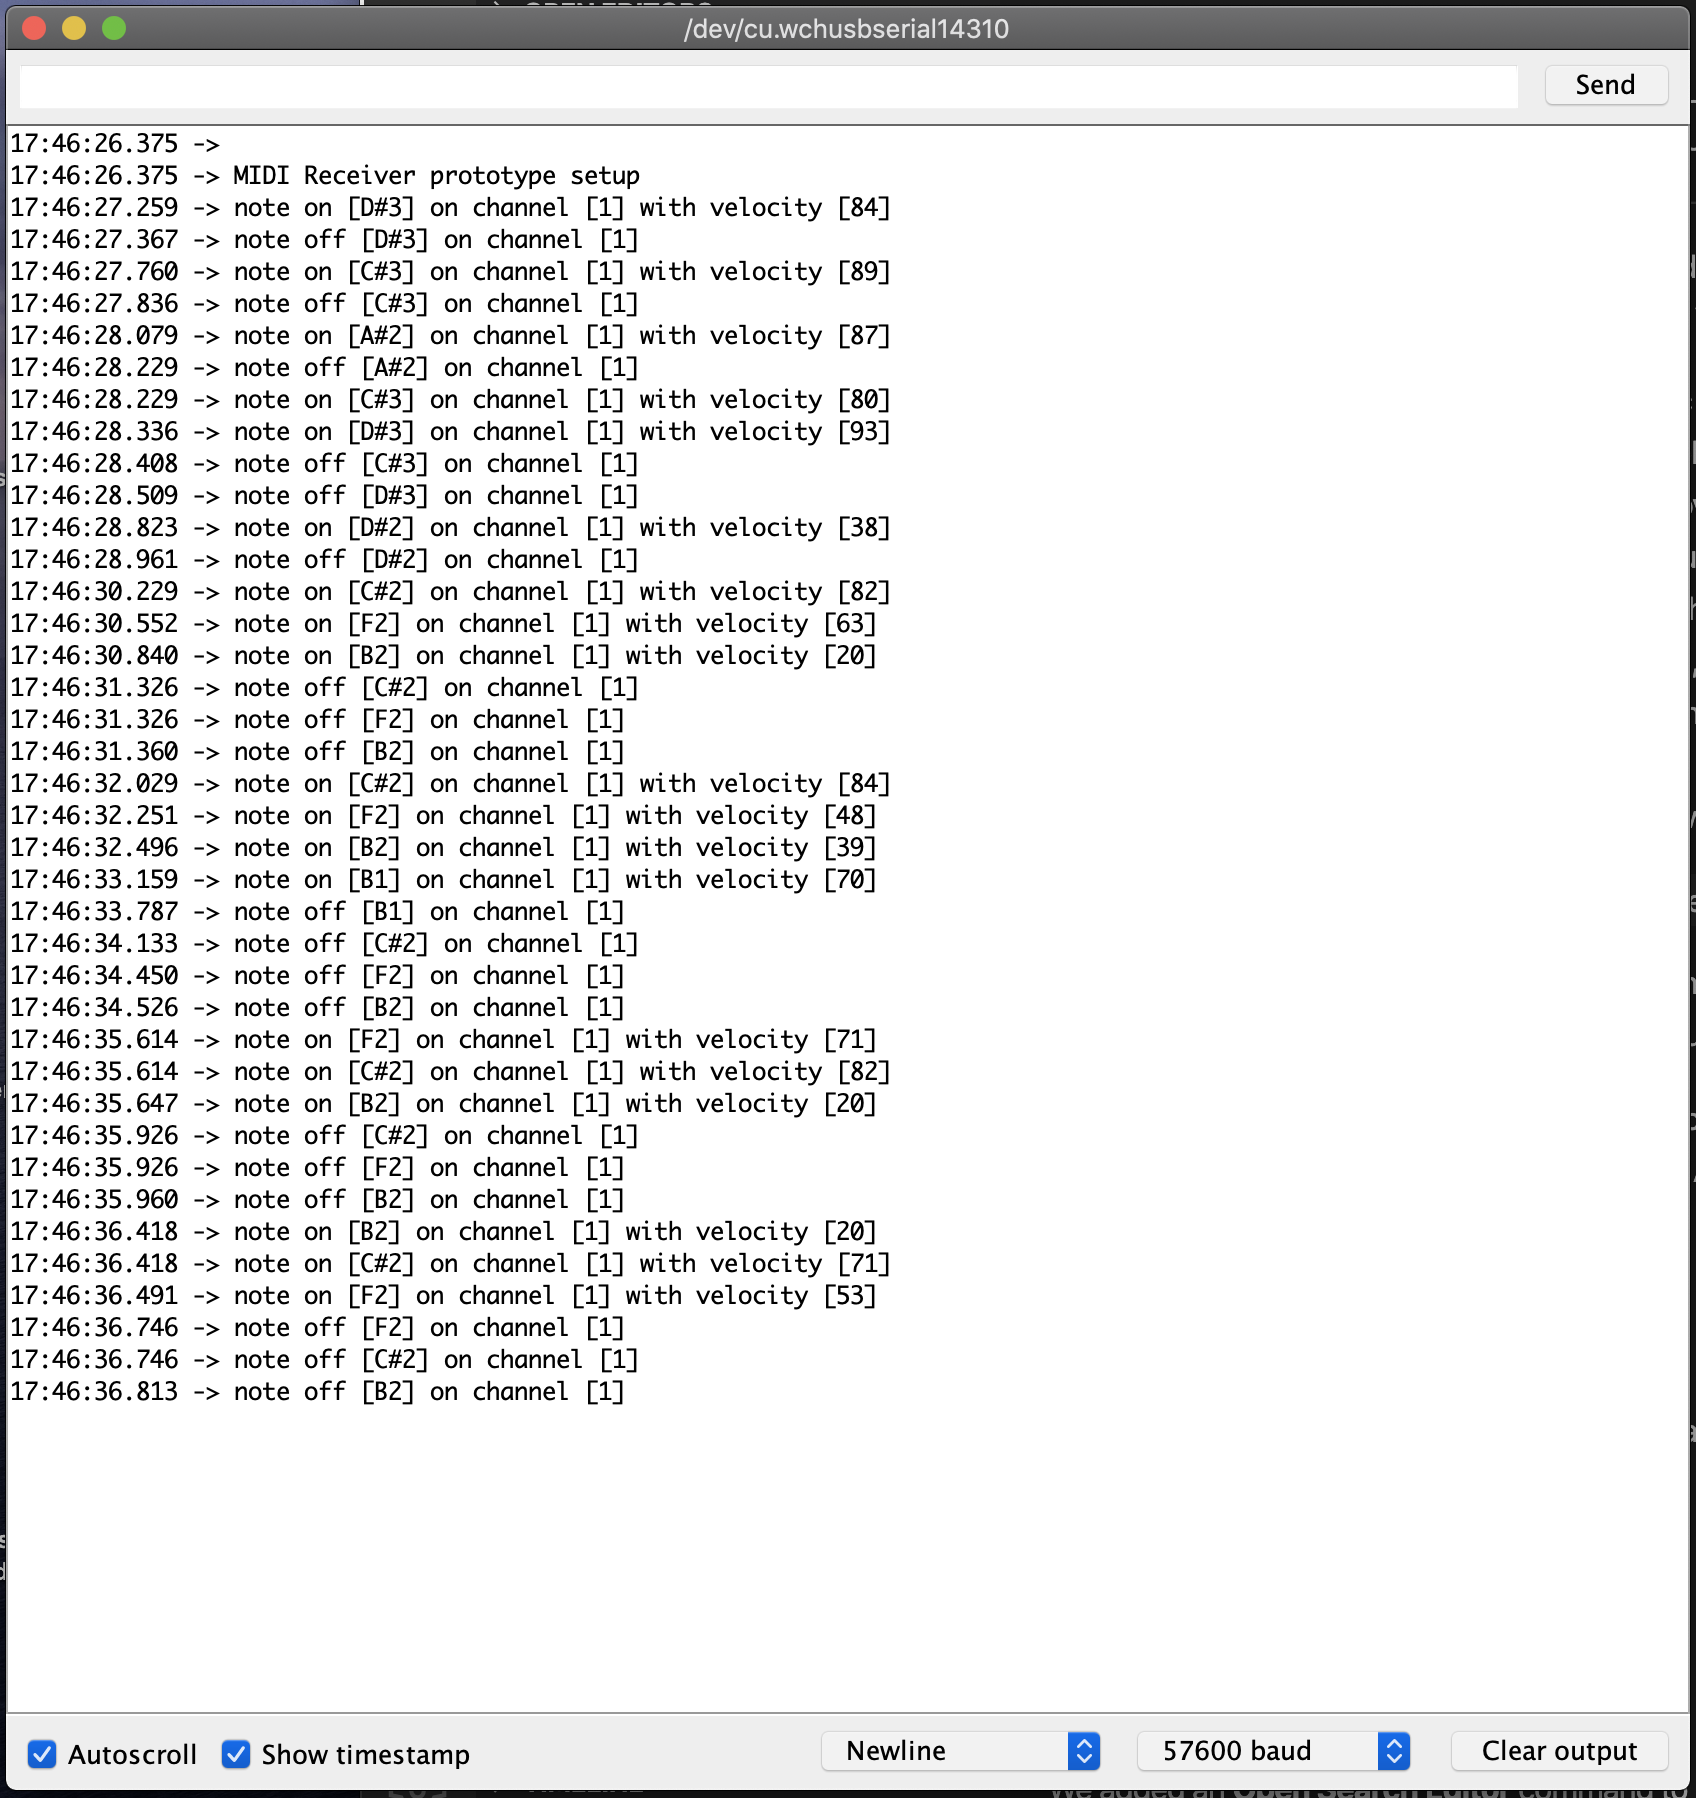 /dev/cu.wchusbserial14310
Send
17:46:26.375 ->
17:46:26.375 -> MIDI Receiver prototype setup
17:46:27.259 -> note on [D#3] on channel [1] with velocity [84]
17:46:27.367 -> note off [D#3] on channel [1]
17:46:27.760 -> note on [C#3] on channel [1] with velocity [89]
17:46:27.836 -> note off [C#3] on channel [1]
17:46:28.079 -> note on [A#2] on channel [1] with velocity [87]
17:46:28.229 -> note off [A#2] on channel [1]
17:46:28.229 -> note on [C#3] on channel [1] with velocity [80]
17:46:28.336 -> note on [D#3] on channel [1] with velocity [93]
17:46:28.408 -> note off [C#3] on channel [1]
17:46:28.509 -> note off [D#3] on channel [1]
17:46:28.823 -> note on [D#2] on channel [1] with velocity [38]
17:46:28.961 -> note off [D#2] on channel [1]
17:46:30.229 -> note on [C#2] on channel [1] with velocity [82]
17:46:30.552 -> note on [F2] on channel [1] with velocity [63]
17:46:30.840 -> note on [B2] on channel [1] with velocity [20]
17:46:31.326 -> note off [C#2] on channel [1]
17:46:31.326 -> note off [F2] on channel [1]
17:46:31.360 -> note off [B2] on channel [1]
17:46:32.029 -> note on [C#2] on channel [1] with velocity [84]
17:46:32.251 -> note on [F2] on channel [1] with velocity [48]
17:46:32.496 -> note on [B2] on channel [1] with velocity [39]
17:46:33.159 -> note on [B1] on channel [1] with velocity [70]
17:46:33.787 -> note off [B1] on channel [1]
17:46:34.133 -> note off [C#2] on channel [1]
17:46:34.450 -> note off [F2] on channel [1]
17:46:34.526 -> note off [B2] on channel [1]
17:46:35.614 -> note on [F2] on channel [1] with velocity [71]
17:46:35.614 -> note on [C#2] on channel [1] with velocity [82]
17:46:35.647 -> note on [B2] on channel [1] with velocity [20]
17:46:35.926 -> note off [C#2] on channel [1]
17:46:35.926 -> note off [F2] on channel [1]
17:46:35.960 -> note off [B2] on channel [1]
17:46:36.418 -> note on [B2] on channel [1] with velocity [20]
17:46:36.418 -> note on [C#2] on channel [1] with velocity [71]
17:46:36.491 -> note on [F2] on channel [1] with velocity [53]
17:46:36.746 -> note off [F2] on channel [1]
17:46:36.746 -> note off [C#2] on channel [1]
17:46:36.813 -> note off [B2] on channel [1]
Autoscroll Show timestamp Newline 57600 baud Clear output